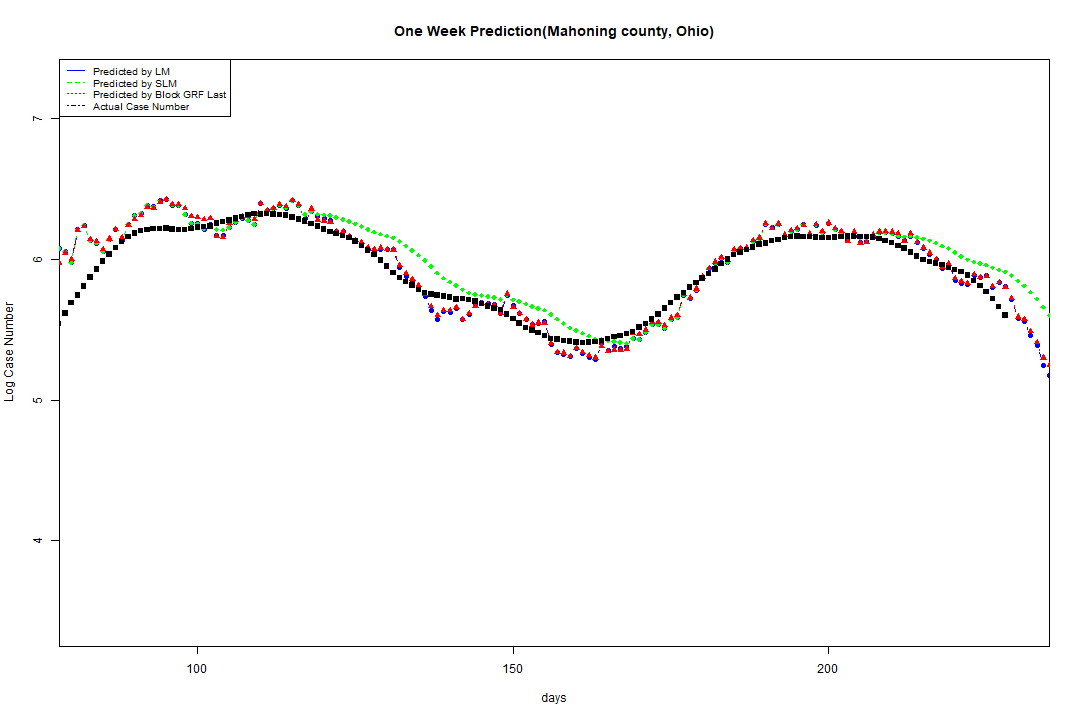 One Week Prediction(Mahoning county, Ohio)
Predicted by LM
Predicted by SLM
Predicted by Block GRF Last
Actual Case Number
7
6
5
4
Log Case Number
100 150 200
days